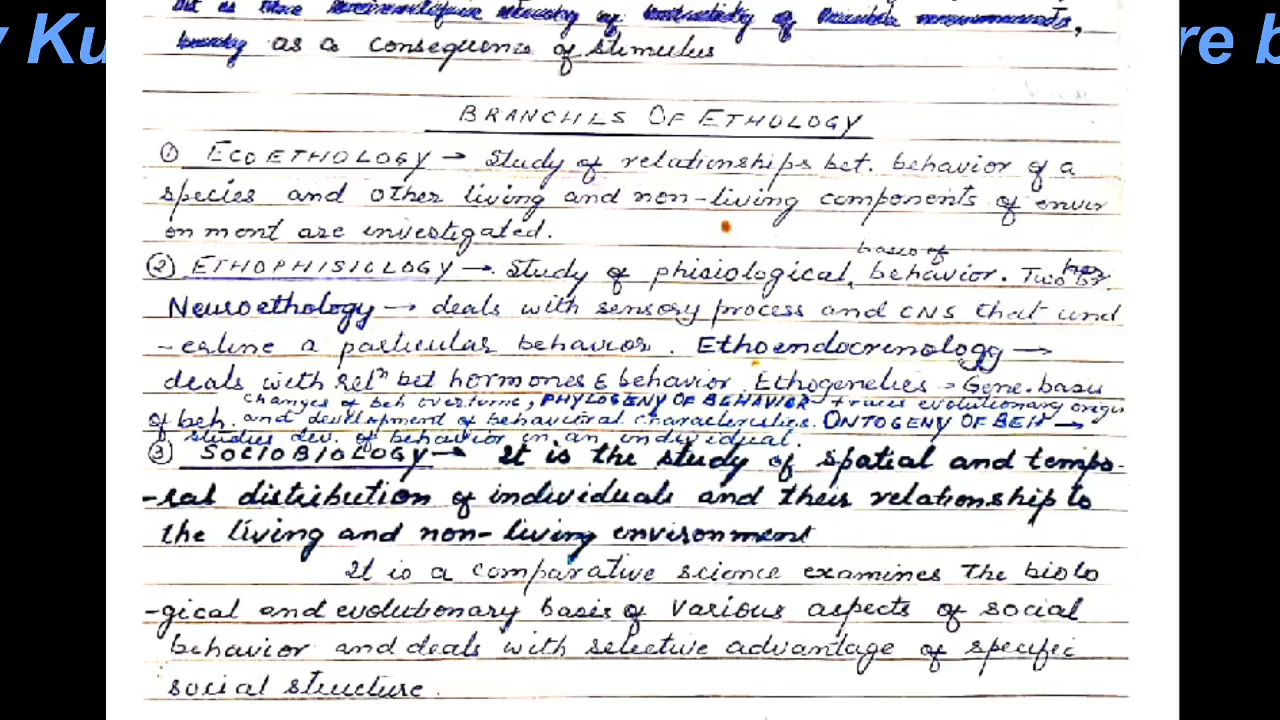 y Ku
re b
as a consequence of stimulus
BRANCHES OF ETHOLOGY
① ECOETHOLOGY → Study of relationships bet. behavior of a
species and other living and non-living components of envir
onment are investigated.
basis of
② ETHOPHISIOLOGY → Study of phisiological, behavior. Two br.
Neuroethology → deals with sensory process and CNS that und
-erline a particular behavior. Ethoendocrinology →
deals with relⁿ bet hormones & behavior Ethogenetics → Gene. basis
changes of beh overtime, PHYLOGENY OF BEHAVIOR traces evolutionary origin
of beh. and development of behavioral characteristics. ONTOGENY OF BEH →
studies dev. of behavior in an individual.
③ SOCIOBIOLOGY → It is the study of spatial and tempo-
-ral distribution of individuals and their relationship to
the living and non-living environment
It is a comparative science examines The biolo
-gical and evolutionary basis of various aspects of social
behavior and deals with selective advantage of specific
social structure.